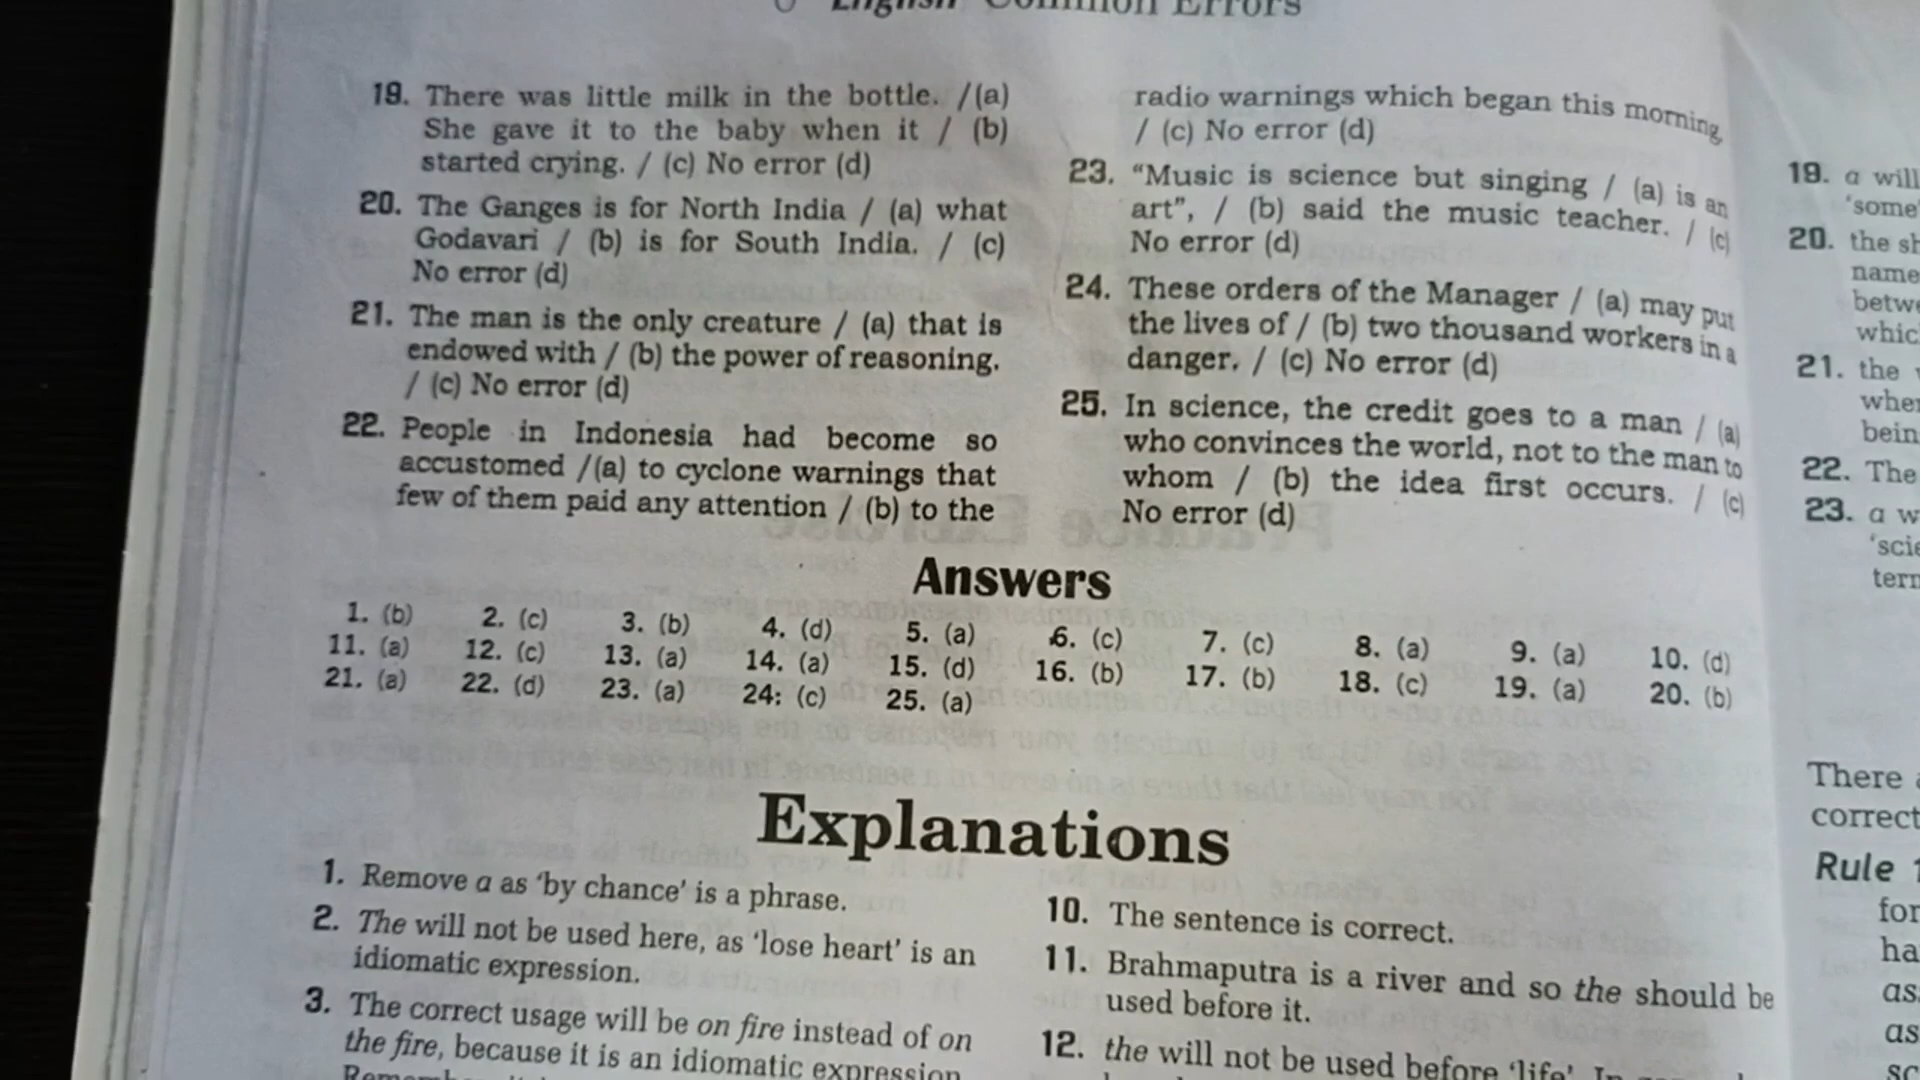 English Common Errors
19. There was little milk in the bottle. /(a)
She gave it to the baby when it / (b)
started crying. / (c) No error (d)
20. The Ganges is for North India / (a) what
Godavari / (b) is for South India. / (c)
No error (d)
21. The man is the only creature / (a) that is
endowed with / (b) the power of reasoning.
/ (c) No error (d)
22. People in Indonesia had become so
accustomed /(a) to cyclone warnings that
few of them paid any attention / (b) to the
radio warnings which began this morning
/ (c) No error (d)
23. “Music is science but singing / (a) is an
art”, / (b) said the music teacher. / (c)
No error (d)
24. These orders of the Manager / (a) may put
the lives of / (b) two thousand workers in a
danger. / (c) No error (d)
25. In science, the credit goes to a man / (a)
who convinces the world, not to the man to
whom / (b) the idea first occurs. / (c)
No error (d)
Answers
1. (b) 2. (c) 3. (b) 4. (d) 5. (a) 6. (c) 7. (c) 8. (a) 9. (a) 10. (d)
11. (a) 12. (c) 13. (a) 14. (a) 15. (d) 16. (b) 17. (b) 18. (c) 19. (a) 20. (b)
21. (a) 22. (d) 23. (a) 24: (c) 25. (a)
Explanations
1. Remove a as ‘by chance’ is a phrase.
2. The will not be used here, as ‘lose heart’ is an
idiomatic expression.
3. The correct usage will be on fire instead of on
the fire, because it is an idiomatic expression
10. The sentence is correct.
11. Brahmaputra is a river and so the should be
used before it.
12. the will not be used before ‘life’. In
19. a will
‘some’
20. the
name
which
21. the
22. The
23. a
There
correct
Rule 1
for